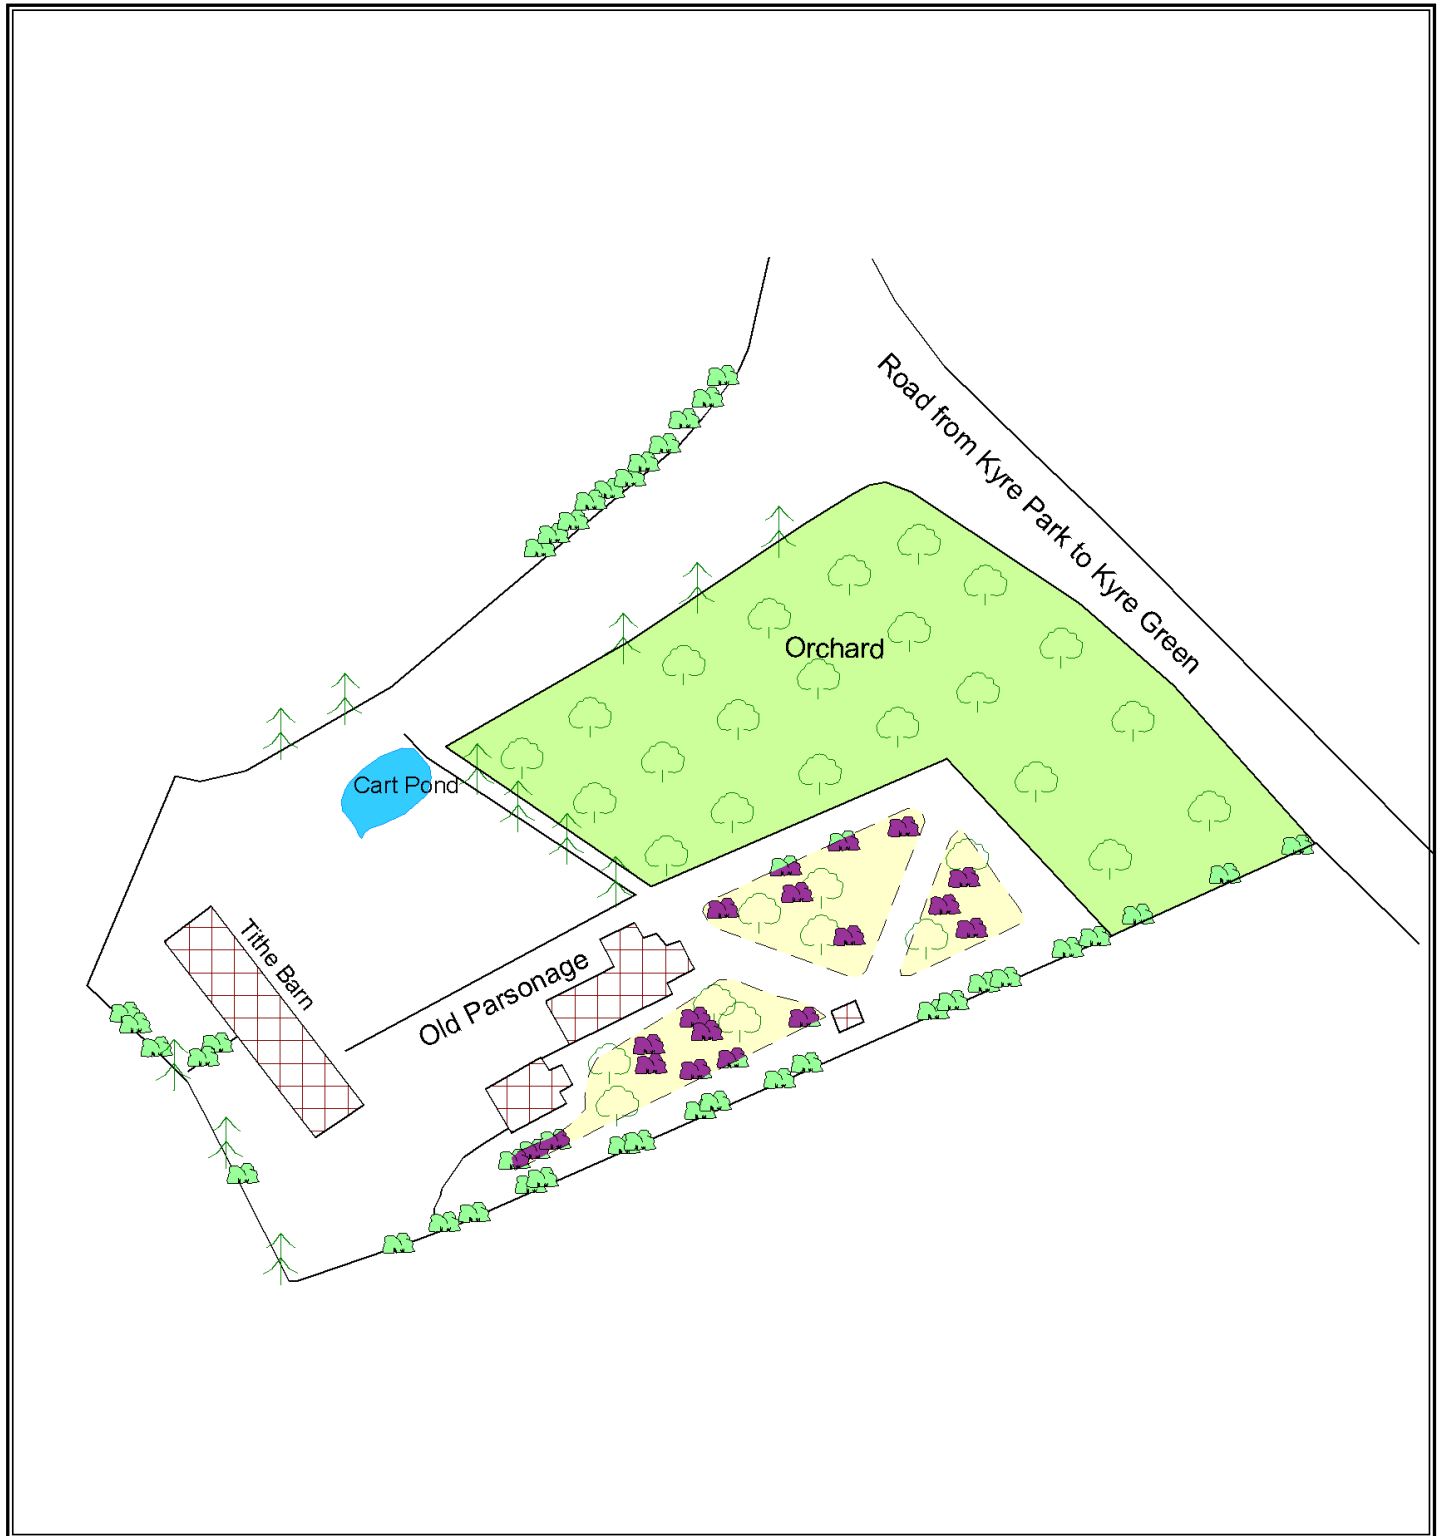 Road from Kyre Park to Kyre Green
Orchard
Cart Pond
Tithe Barn
Old Parsonage